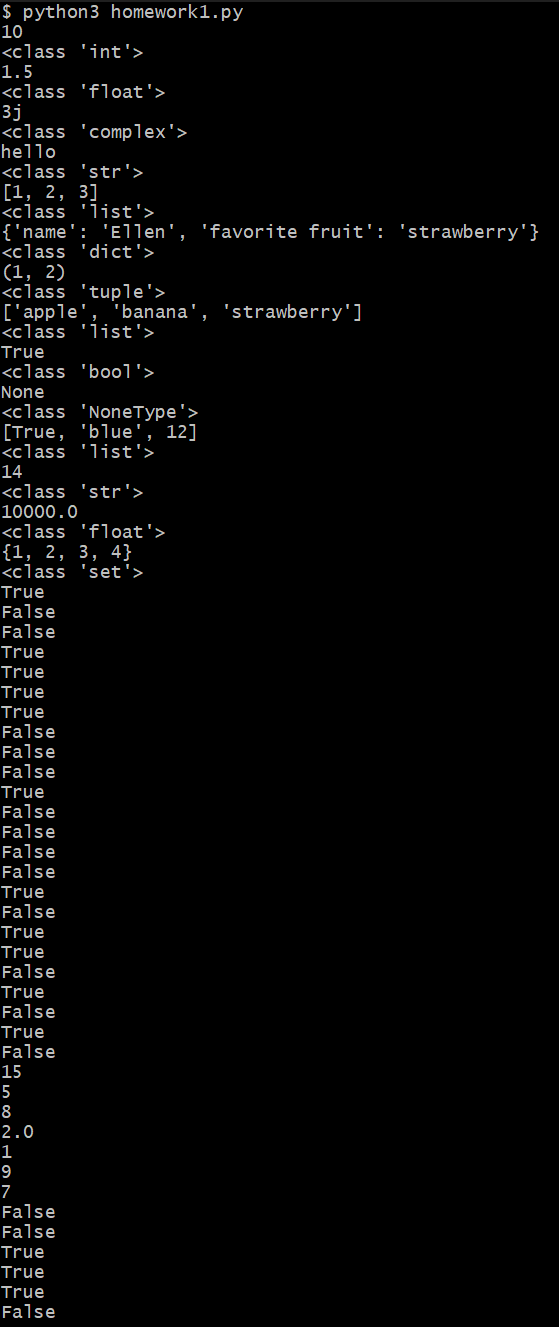 $ python3 homework1.py
10
<class 'int'>
1.5
<class 'float'>
3j
<class 'complex'>
hello
<class 'str'>
[1, 2, 3]
<class 'list'>
{'name': 'Ellen', 'favorite fruit': 'strawberry'}
<class 'dict'>
(1, 2)
<class 'tuple'>
['apple', 'banana', 'strawberry']
<class 'list'>
True
<class 'bool'>
None
<class 'NoneType'>
[True, 'blue', 12]
<class 'list'>
14
<class 'str'>
10000.0
<class 'float'>
{1, 2, 3, 4}
<class 'set'>
True
False
False
True
True
True
True
False
False
False
True
False
False
False
False
True
False
True
True
False
True
False
True
False
15
5
8
2.0
1
9
7
False
False
True
True
True
False